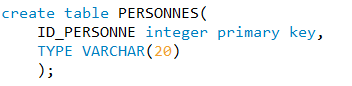 create table PERSONNES(
ID_PERSONNE integer primary key,
TYPE VARCHAR(20)
);